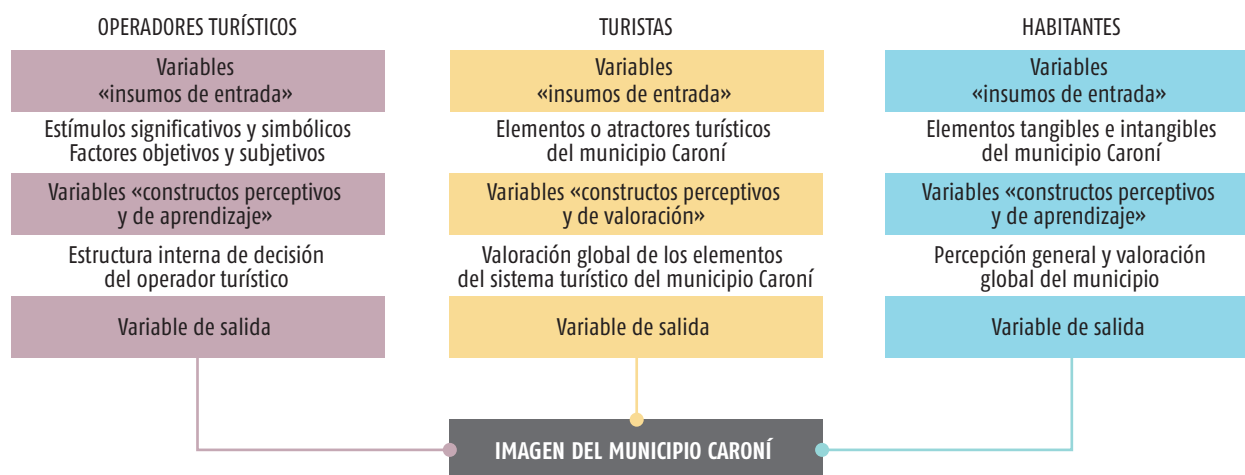 OPERADORES TURÍSTICOS
Variables
«insumos de entrada»
Estímulos significativos y simbólicos
Factores objetivos y subjetivos
Variables «constructos perceptivos
y de aprendizaje»
Estructura interna de decisión
del operador turístico
Variable de salida
TURISTAS
Variables
«insumos de entrada»
Elementos o atractores turísticos
del municipio Caroní
Variables «constructos perceptivos
y de valoración»
Valoración global de los elementos
del sistema turístico del municipio Caroní
Variable de salida
HABITANTES
Variables
«insumos de entrada»
Elementos tangibles e intangibles
del municipio Caroní
Variables «constructos perceptivos
y de aprendizaje»
Percepción general y valoración
global del municipio
Variable de salida
IMAGEN DEL MUNICIPIO CARONÍ